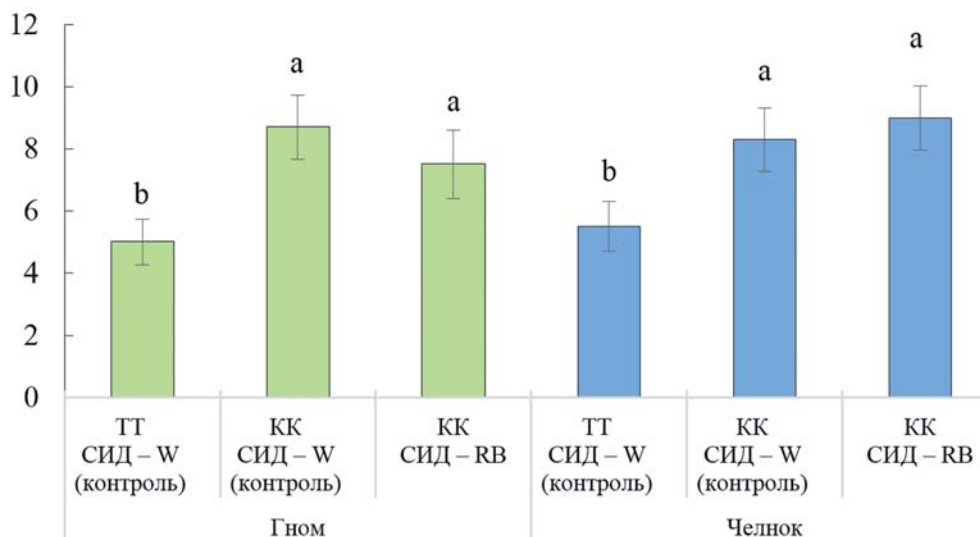 12
10
8
6
4
2
0
b
a
a
b
a
a
ТТ
СИД – W
(контроль)
КК
СИД – W
(контроль)
КК
СИД – RB
ТТ
СИД – W
(контроль)
КК
СИД – W
(контроль)
КК
СИД – RB
Гном
Челнок